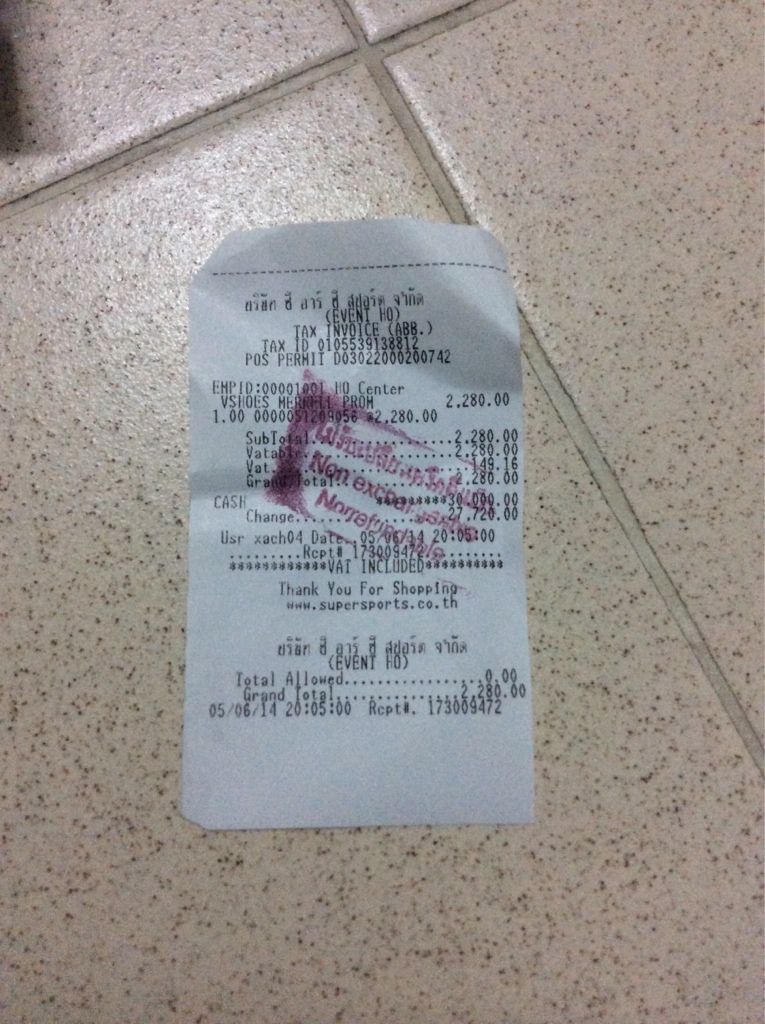 บริษัท ซี อาร์ ซี สปอร์ต จำกัด
(EVENT HO)
TAX INVOICE (ABB.)
TAX ID 0105539138812
POS PERMIT D03022000200742
EMPID:00001001 HO Center
VSHOES MERRELL PROM 2,280.00
1.00 0000051209056 @2,280.00
SubTotal..................2,280.00
Vatable...................2,280.00
Vat.........................149.16
Grand Total...............2,280.00
CASH *********30,000.00
Change...................27,720.00
Usr xach04 Date..05/06/14 20:05:00
.........Rcpt# 173009472.........
************VAT INCLUDED**********
Thank You For Shopping
www.supersports.co.th
Non exchangeable
Nonrefundable
บริษัท ซี อาร์ ซี สปอร์ต จำกัด
(EVENT HO)
Total Allowed.................0.00
Grand Total...............2,280.00
05/06/14 20:05:00 Rcpt#. 173009472